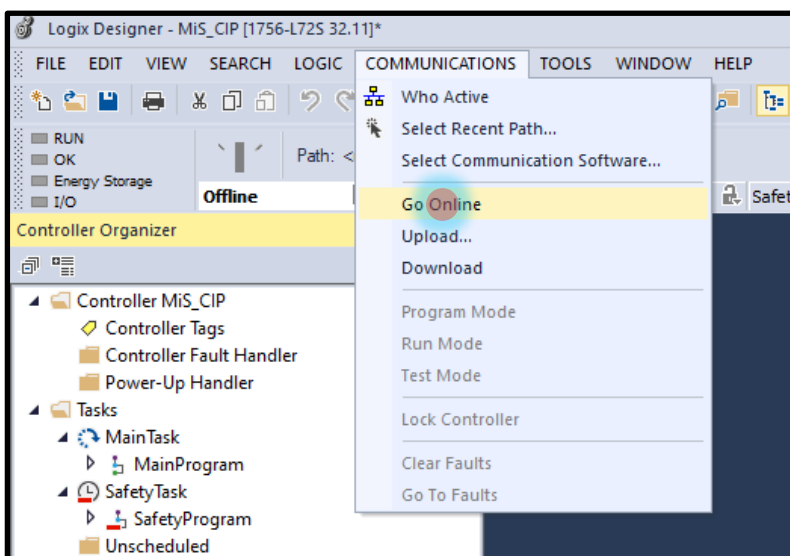 Logix Designer - MiS_CIP [1756-L72S 32.11]*
FILE EDIT VIEW SEARCH LOGIC COMMUNICATIONS TOOLS WINDOW HELP
Who Active
Select Recent Path...
Select Communication Software...
Go Online
Upload...
Download
Program Mode
Run Mode
Test Mode
Lock Controller
Clear Faults
Go To Faults
RUN
OK
Energy Storage
I/O
Path: <
Offline
Controller Organizer
Controller MiS_CIP
Controller Tags
Controller Fault Handler
Power-Up Handler
Tasks
MainTask
MainProgram
SafetyTask
SafetyProgram
Unscheduled